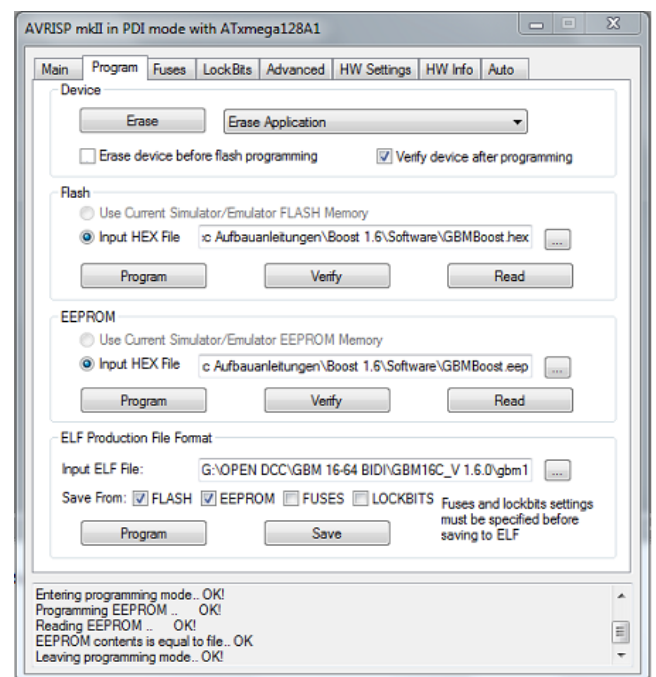 AVRISP mkII in PDI mode with ATxmega128A1
Main Program Fuses LockBits Advanced HW Settings HW Info Auto
Device
Erase Erase Application
Erase device before flash programming Verify device after programming
Flash
Use Current Simulator/Emulator FLASH Memory
Input HEX File :c Aufbauanleitungen\Boost 1.6\Software\GBMBoost.hex ...
Program Verify Read
EEPROM
Use Current Simulator/Emulator EEPROM Memory
Input HEX File c Aufbauanleitungen\Boost 1.6\Software\GBMBoost.eep ...
Program Verify Read
ELF Production File Format
Input ELF File: G:\OPEN DCC\GBM 16-64 BIDI\GBM16C_V 1.6.0\gbm1 ...
Save From: FLASH EEPROM FUSES LOCKBITS
Fuses and lockbits settings
must be specified before
saving to ELF
Program Save
Entering programming mode.. OK!
Programming EEPROM .. OK!
Reading EEPROM .. OK!
EEPROM contents is equal to file.. OK
Leaving programming mode.. OK!